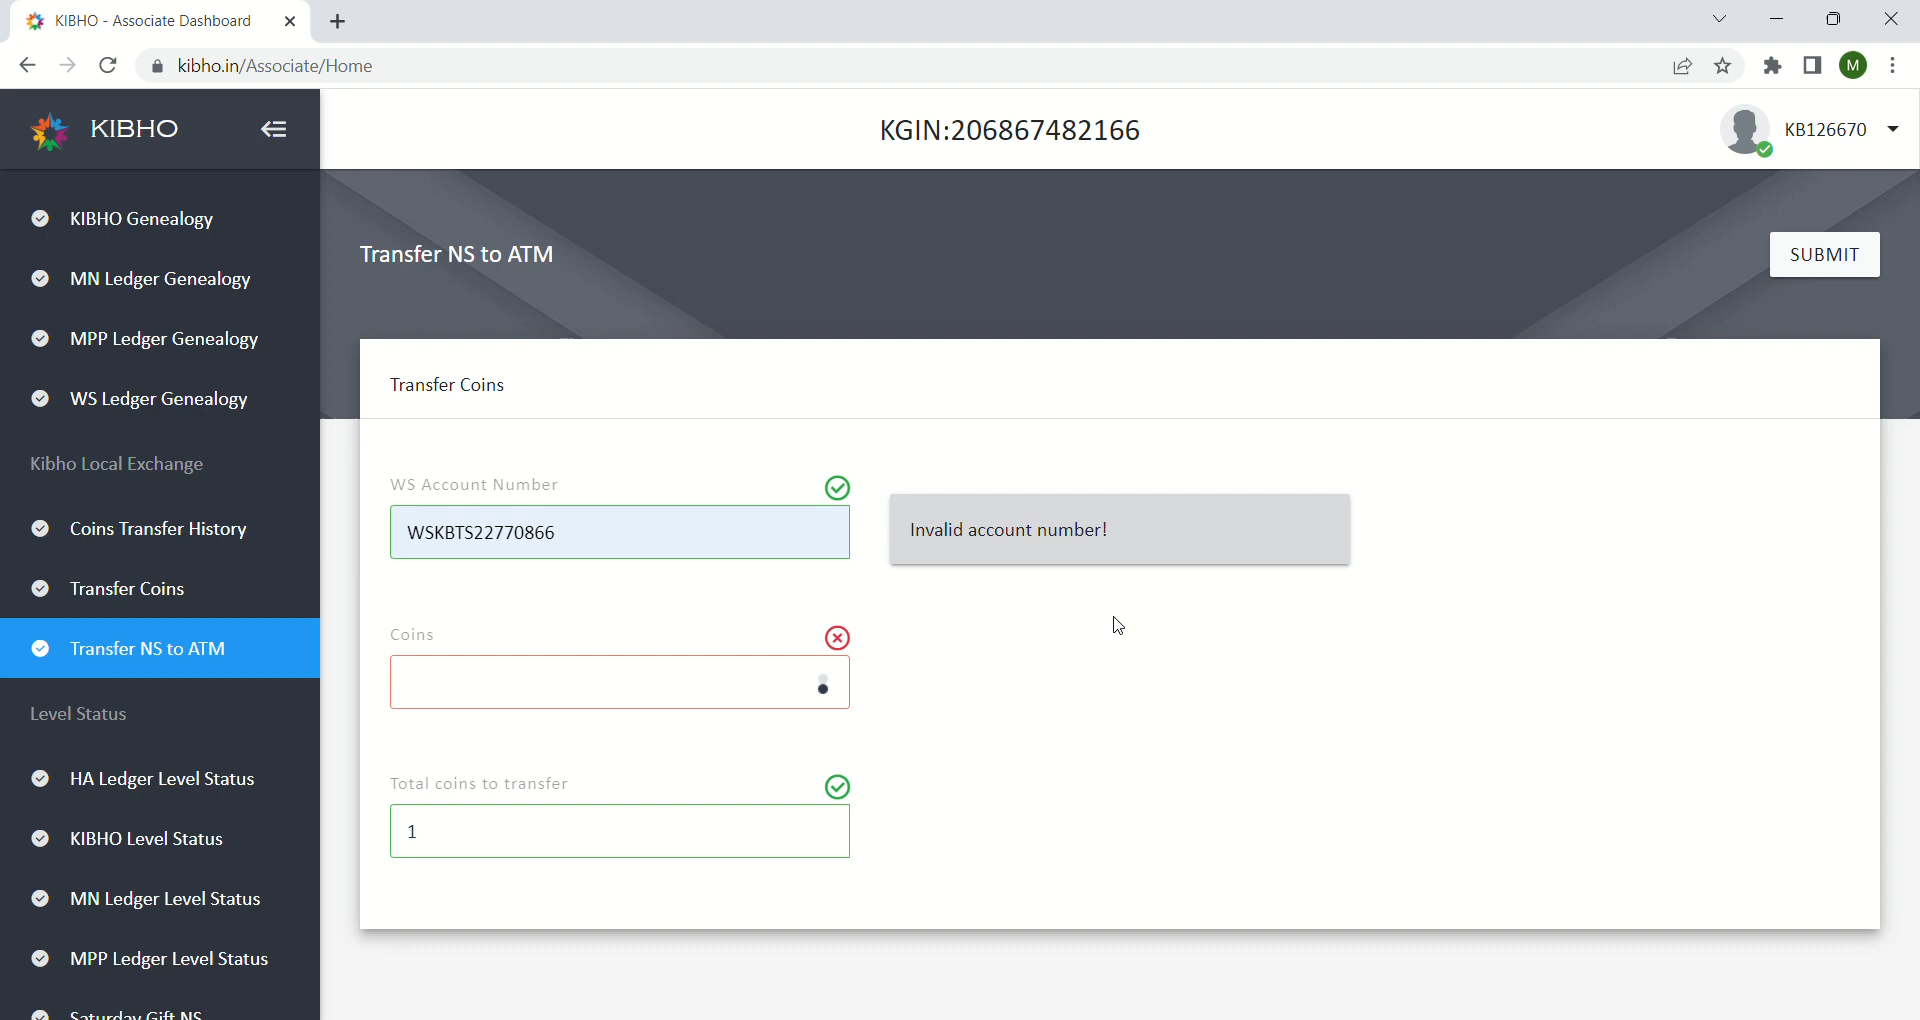 KIBHO - Associate Dashboard
kibho.in/Associate/Home
M
KIBHO
KGIN:206867482166
KB126670
KIBHO Genealogy
MN Ledger Genealogy
MPP Ledger Genealogy
WS Ledger Genealogy
Kibho Local Exchange
Coins Transfer History
Transfer Coins
Transfer NS to ATM
Level Status
HA Ledger Level Status
KIBHO Level Status
MN Ledger Level Status
MPP Ledger Level Status
Saturday Gift NS
Transfer NS to ATM
SUBMIT
Transfer Coins
WS Account Number
WSKBTS22770866
Invalid account number!
Coins
Total coins to transfer
1